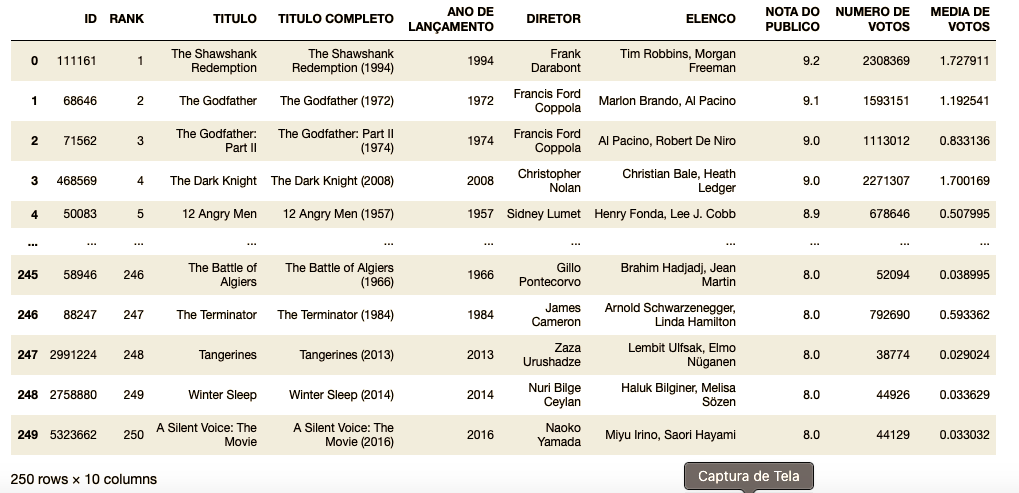 ID RANK TITULO TITULO COMPLETO ANO DE LANÇAMENTO DIRETOR ELENCO NOTA DO PUBLICO NUMERO DE VOTOS MEDIA DE VOTOS
0 111161 1 The Shawshank Redemption The Shawshank Redemption (1994) 1994 Frank Darabont Tim Robbins, Morgan Freeman 9.2 2308369 1.727911
1 68646 2 The Godfather The Godfather (1972) 1972 Francis Ford Coppola Marlon Brando, Al Pacino 9.1 1593151 1.192541
2 71562 3 The Godfather: Part II The Godfather: Part II (1974) 1974 Francis Ford Coppola Al Pacino, Robert De Niro 9.0 1113012 0.833136
3 468569 4 The Dark Knight The Dark Knight (2008) 2008 Christopher Nolan Christian Bale, Heath Ledger 9.0 2271307 1.700169
4 50083 5 12 Angry Men 12 Angry Men (1957) 1957 Sidney Lumet Henry Fonda, Lee J. Cobb 8.9 678646 0.507995
... ... ... ... ... ... ... ... ... ... ...
245 58946 246 The Battle of Algiers The Battle of Algiers (1966) 1966 Gillo Pontecorvo Brahim Hadjadj, Jean Martin 8.0 52094 0.038995
246 88247 247 The Terminator The Terminator (1984) 1984 James Cameron Arnold Schwarzenegger, Linda Hamilton 8.0 792690 0.593362
247 2991224 248 Tangerines Tangerines (2013) 2013 Zaza Urushadze Lembit Ulfsak, Elmo Nüganen 8.0 38774 0.029024
248 2758880 249 Winter Sleep Winter Sleep (2014) 2014 Nuri Bilge Ceylan Haluk Bilginer, Melisa Sözen 8.0 44926 0.033629
249 5323662 250 A Silent Voice: The Movie A Silent Voice: The Movie (2016) 2016 Naoko Yamada Miyu Irino, Saori Hayami 8.0 44129 0.033032
250 rows × 10 columns
Captura de Tela